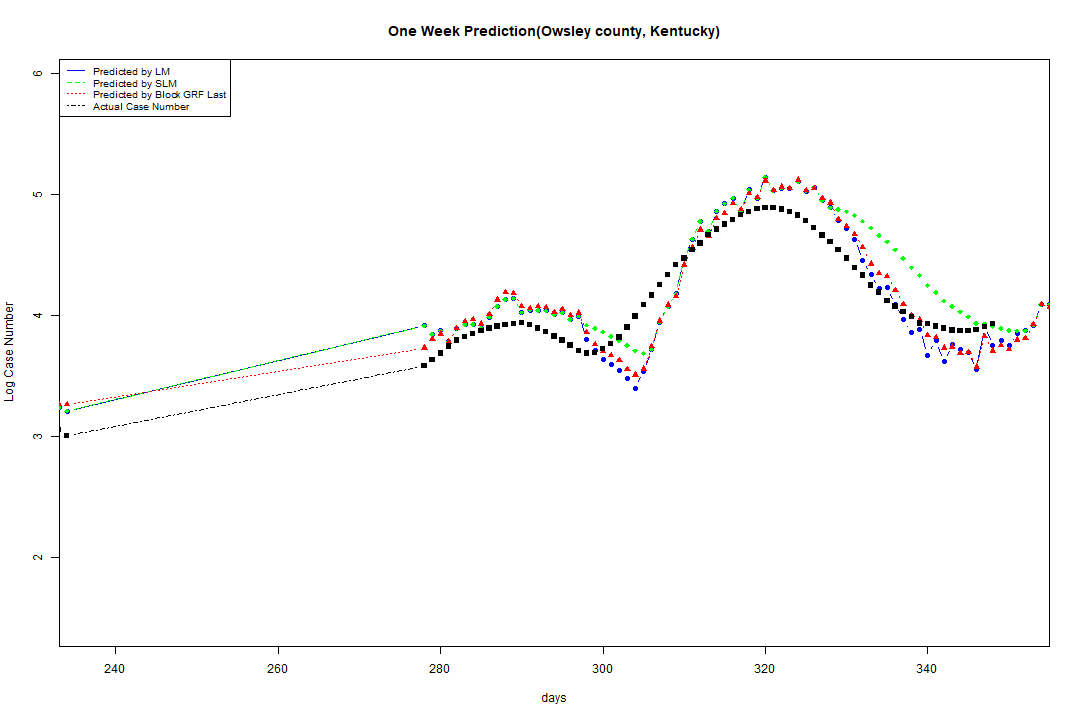 One Week Prediction(Owsley county, Kentucky)
Predicted by LM
Predicted by SLM
Predicted by Block GRF Last
Actual Case Number
6
5
4
3
2
Log Case Number
240
260
280
300
320
340
days